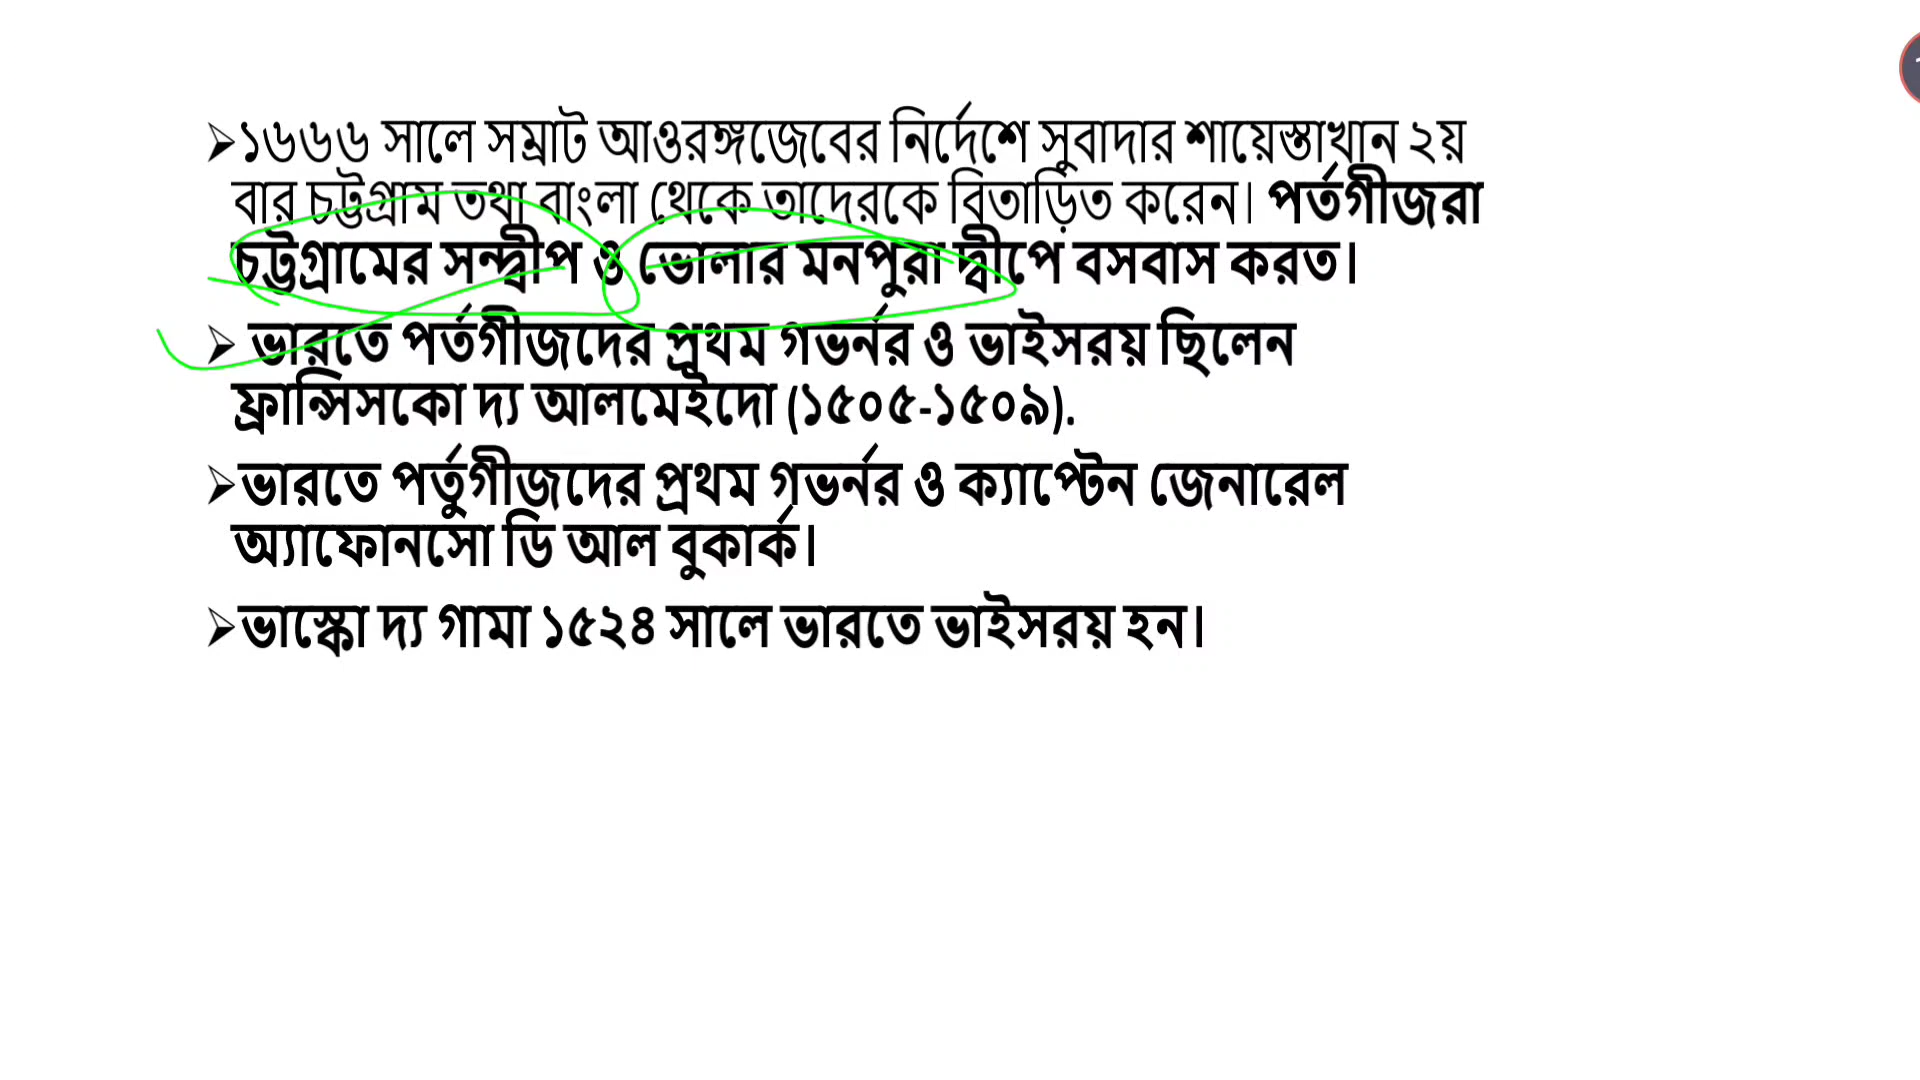 ➢১৬৬৬ সালে সম্রাট আওরঙ্গজেবের নির্দেশে সুবাদার শায়েস্তাখান ২য়
বার চট্টগ্রাম তথা বাংলা থেকে তাদেরকে বিতাড়িত করেন। পর্তগীজরা
চট্টগ্রামের সন্দ্বীপ ও ভোলার মনপুরা দ্বীপে বসবাস করত।
➢ ভারতে পর্তগীজদের প্রথম গভর্নর ও ভাইসরয় ছিলেন
ফ্রান্সিসকো দ্য আলমেইদো (১৫০৫-১৫০৯).
➢ভারতে পর্তুগীজদের প্রথম গভর্নর ও ক্যাপ্টেন জেনারেল
অ্যাফোনসো ডি আল বুকার্ক।
➢ভাস্কো দ্য গামা ১৫২৪ সালে ভারতে ভাইসরয় হন।